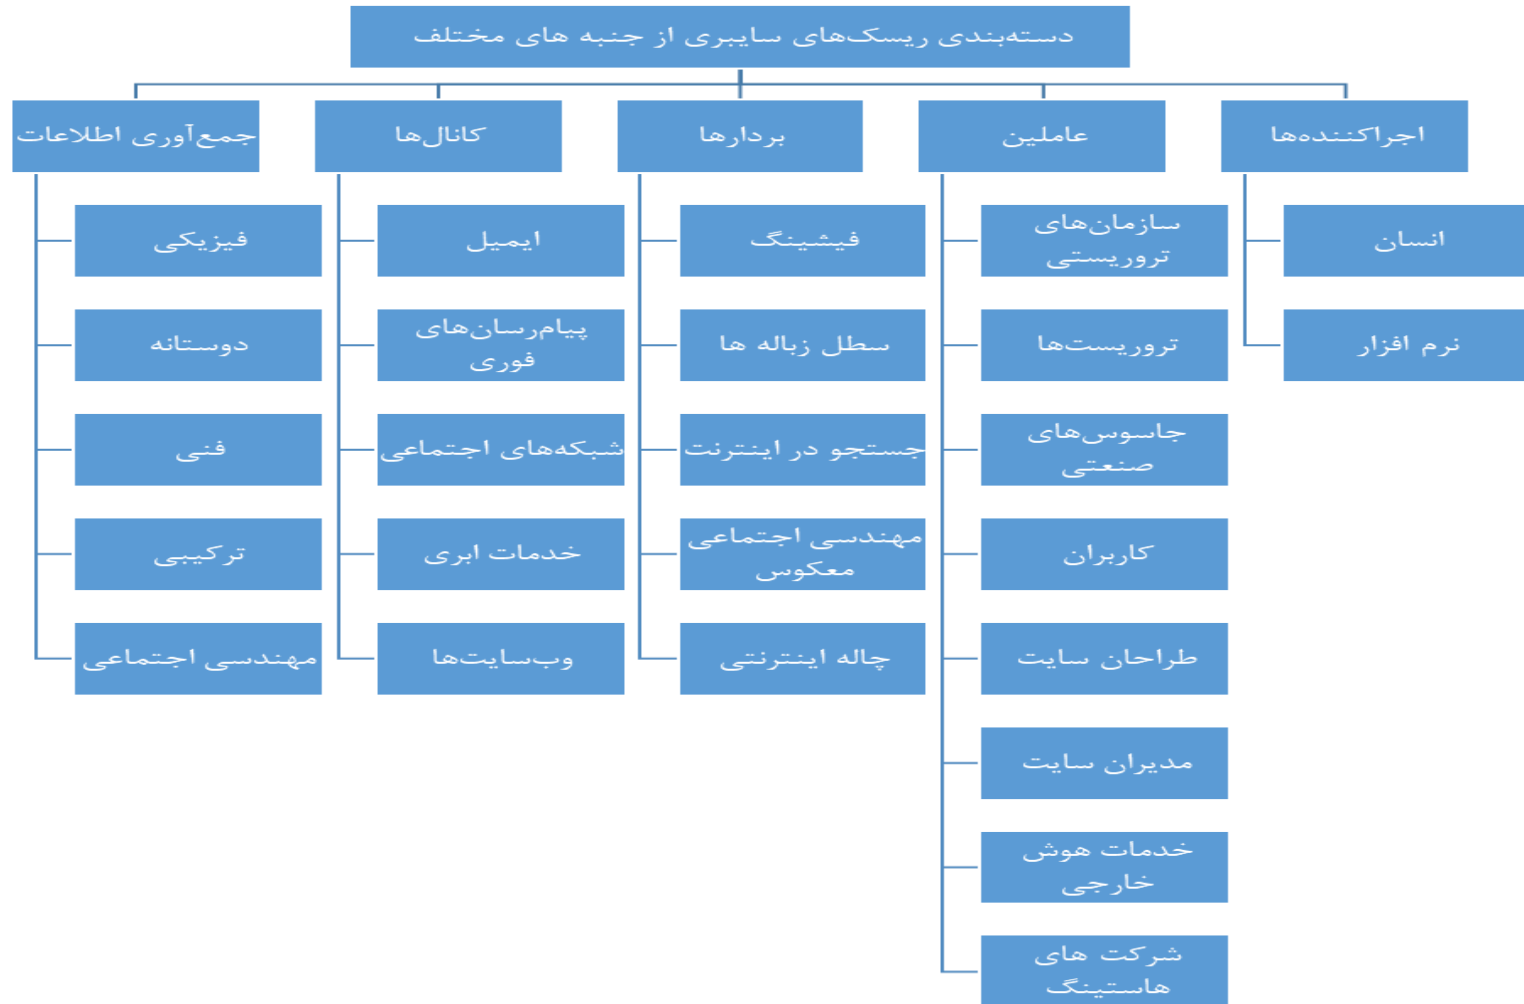 دسته‌بندی ریسک‌های سایبری از جنبه های مختلف
اجراکننده‌ها
انسان
نرم افزار
عاملین
سازمان‌های
تروریستی
تروریست‌ها
جاسوس‌های
صنعتی
کاربران
طراحان سایت
مدیران سایت
خدمات هوش
خارجی
شرکت های
هاستینگ
بردارها
فیشینگ
سطل زباله ها
جستجو در اینترنت
مهندسی اجتماعی
معکوس
چاله اینترنتی
کانال‌ها
ایمیل
پیام‌رسان‌های
فوری
شبکه‌های اجتماعی
خدمات ابری
وب‌سایت‌ها
جمع‌آوری اطلاعات
فیزیکی
دوستانه
فنی
ترکیبی
مهندسی اجتماعی